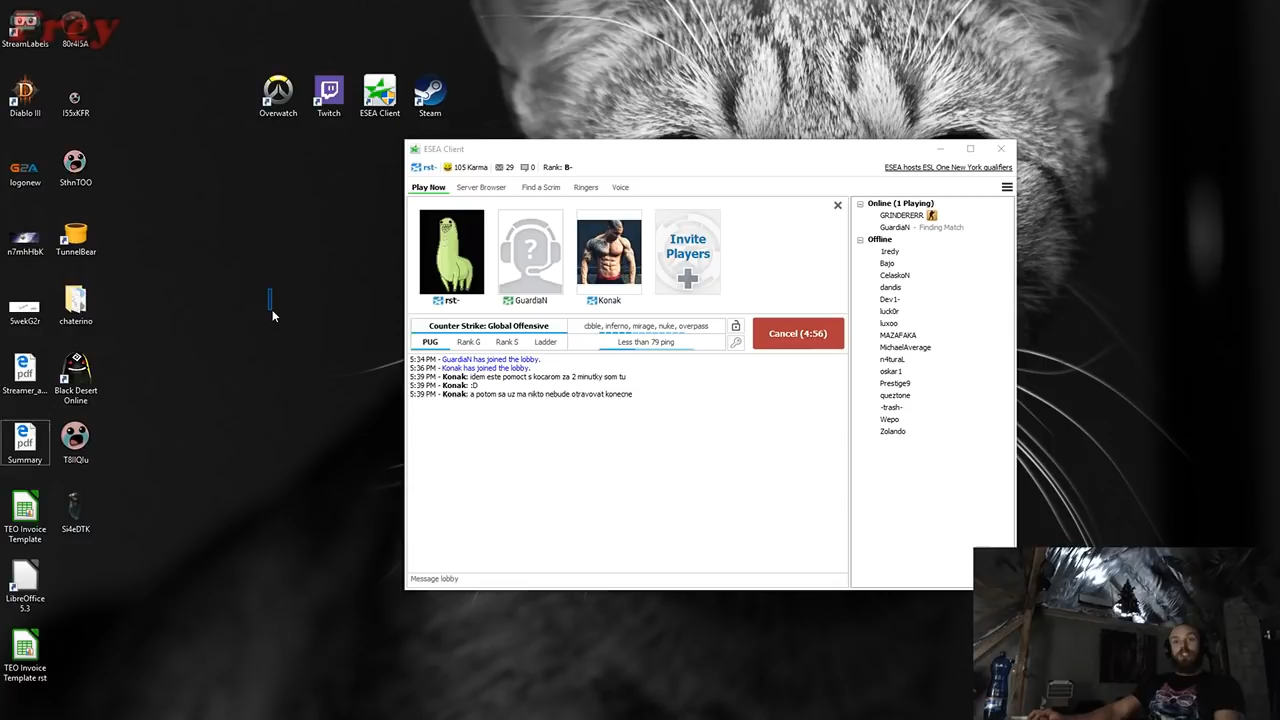 Frey
StreamLabels
80r4I5A
Diablo III
I55xKFR
Overwatch
Twitch
ESEA Client
Steam
G2A
logonew
SthnTOO
n7mhHbK
TunnelBear
5wekG2r
chaterino
pdf
Streamer_a...
Black Desert
Online
pdf
Summary
T8lIQIu
TEO Invoice
Template
Si4eDTK
LibreOffice
5.3
TEO Invoice
Template rst
ESEA Client
rst- 105 Karma 29 0 Rank: B-
ESEA hosts ESL One New York qualifiers
Play Now Server Browser Find a Scrim Ringers Voice
Invite
Players
rst- GuardiaN Konak
Counter Strike: Global Offensive
cbble, inferno, mirage, nuke, overpass
PUG Rank G Rank S Ladder
Less than 79 ping
Cancel (4:56)
5:34 PM - GuardiaN has joined the lobby.
5:36 PM - Konak has joined the lobby.
5:39 PM - Konak: idem este pomoct s kocarom za 2 minutky som tu
5:39 PM - Konak: :D
5:39 PM - Konak: a potom sa uz ma nikto nebude otravovat konecne
Message lobby
Online (1 Playing)
GRINDERERR
GuardiaN - Finding Match
Offline
1redy
Bajo
CelaskoN
dandis
Dev1-
luck0r
luxoo
MAZAFAKA
MichaelAverage
n4turaL
oskar1
Prestige9
queztone
-trash-
Wepo
Zolando